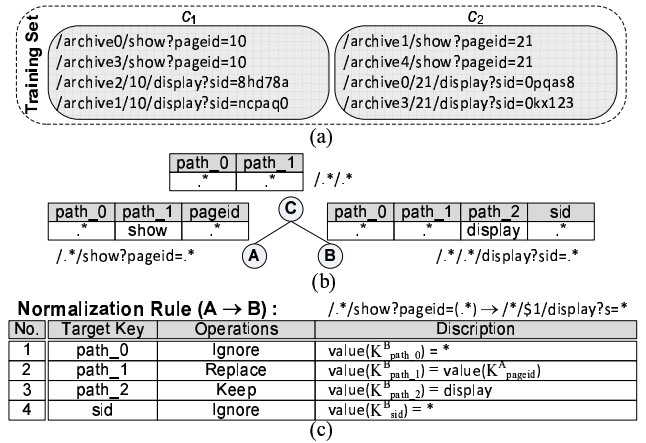 Training Set
C1
/archive0/show?pageid=10
/archive3/show?pageid=10
/archive2/10/display?sid=8hd78a
/archive1/10/display?sid=ncpaq0
C2
/archive1/show?pageid=21
/archive4/show?pageid=21
/archive0/21/display?sid=0pqas8
/archive3/21/display?sid=0kx123
(a)
path_0 path_1
.* .* /.*/.*
C
path_0 path_1 pageid
.* show .*
/.*/show?pageid=.*
A
B
path_0 path_1 path_2 sid
.* .* display .*
/.*/.*/display?sid=.*
(b)
Normalization Rule (A → B) : /.*/show?pageid=(.*) → /*/$1/display?s=*
No. Target Key Operations Discription
1 path_0 Ignore value(K^B_path_0) = *
2 path_1 Replace value(K^B_path_1) = value(K^A_pageid)
3 path_2 Keep value(K^B_path_2) = display
4 sid Ignore value(K^B_sid) = *
(c)